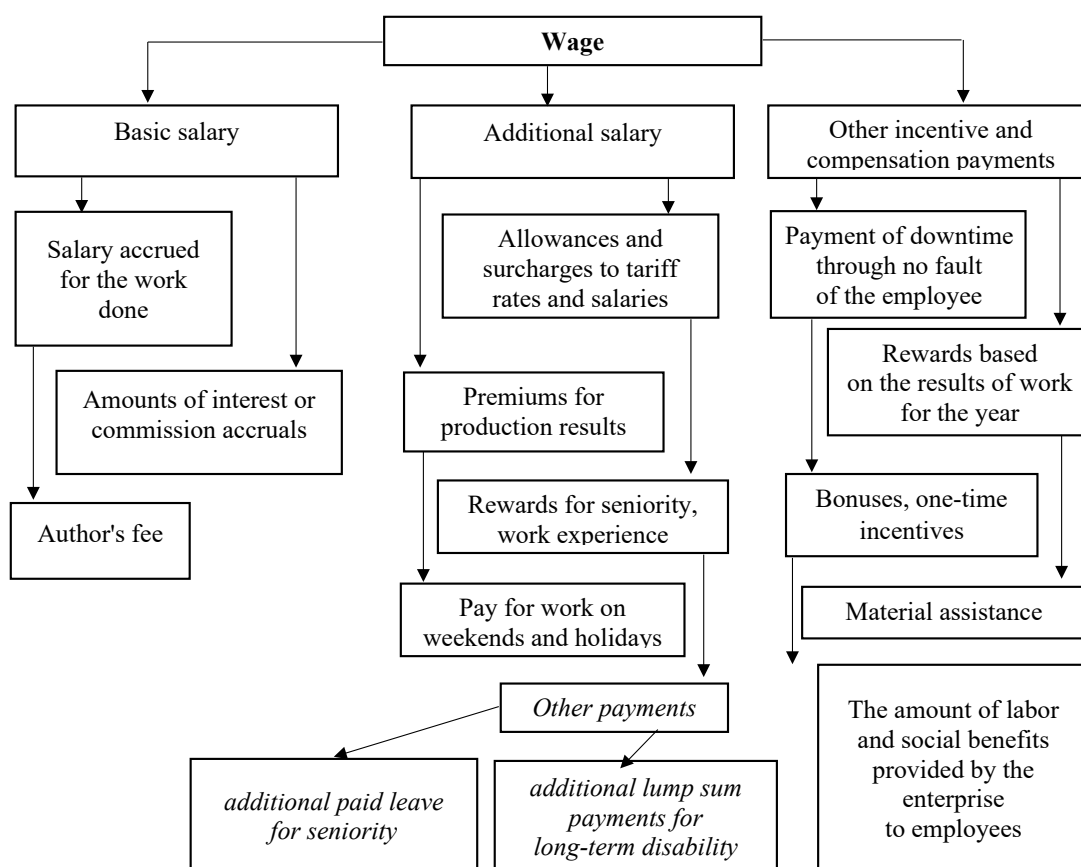 Wage
Basic salary
Additional salary
Other incentive and
compensation payments
Salary accrued
for the work
done
Allowances and
surcharges to tariff
rates and salaries
Payment of downtime
through no fault
of the employee
Amounts of interest or
commission accruals
Premiums for
production results
Rewards based
on the results of work
for the year
Author's fee
Rewards for seniority,
work experience
Bonuses, one-time
incentives
Pay for work on
weekends and holidays
Material assistance
Other payments
additional paid leave
for seniority
additional lump sum
payments for
long-term disability
The amount of labor
and social benefits
provided by the
enterprise
to employees